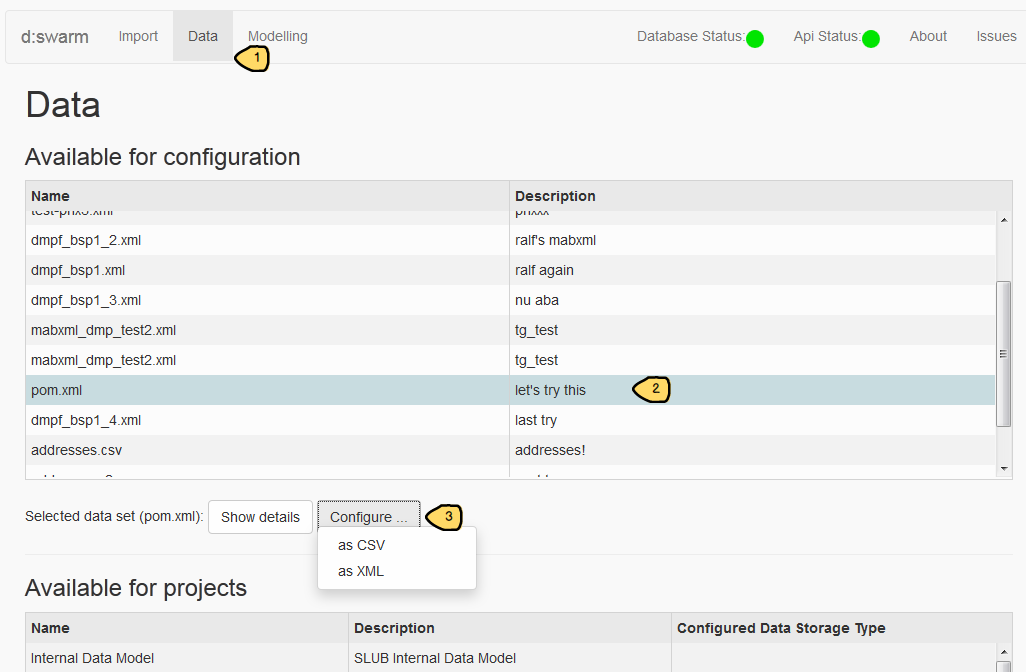 d:swarm Import Data Modelling Database Status: Api Status: About Issues
1
Data
Available for configuration
Name Description
test-pnx5.xml pnxxx
dmpf_bsp1_2.xml ralf's mabxml
dmpf_bsp1.xml ralf again
dmpf_bsp1_3.xml nu aba
mabxml_dmp_test2.xml tg_test
mabxml_dmp_test2.xml tg_test
pom.xml let's try this 2
dmpf_bsp1_4.xml last try
addresses.csv addresses!
Selected data set (pom.xml): Show details Configure ... 3
as CSV
as XML
Available for projects
Name Description Configured Data Storage Type
Internal Data Model SLUB Internal Data Model